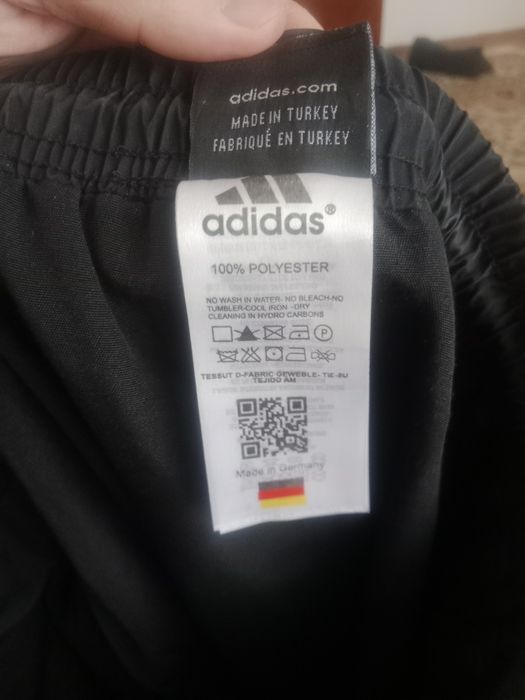 adidas.com
MADE IN TURKEY
FABRIQUÉ EN TURKEY
adidas®
100% POLYESTER
NO WASH IN WATER- NO BLEACH-NO
TUMBLER-COOL IRON -DRY
CLEANING IN HYDRO CARBONS
P
TESSUT D-FABRIC GEWEBLE- TIE-BU
TEJIDO AM
Made in Germany